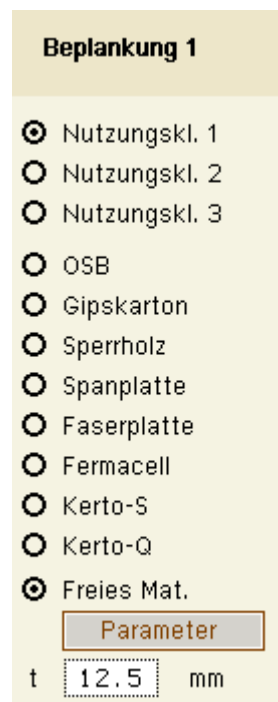 Beplankung 1
Nutzungskl. 1
Nutzungskl. 2
Nutzungskl. 3
OSB
Gipskarton
Sperrholz
Spanplatte
Faserplatte
Fermacell
Kerto-S
Kerto-Q
Freies Mat.
Parameter
t 12.5 mm